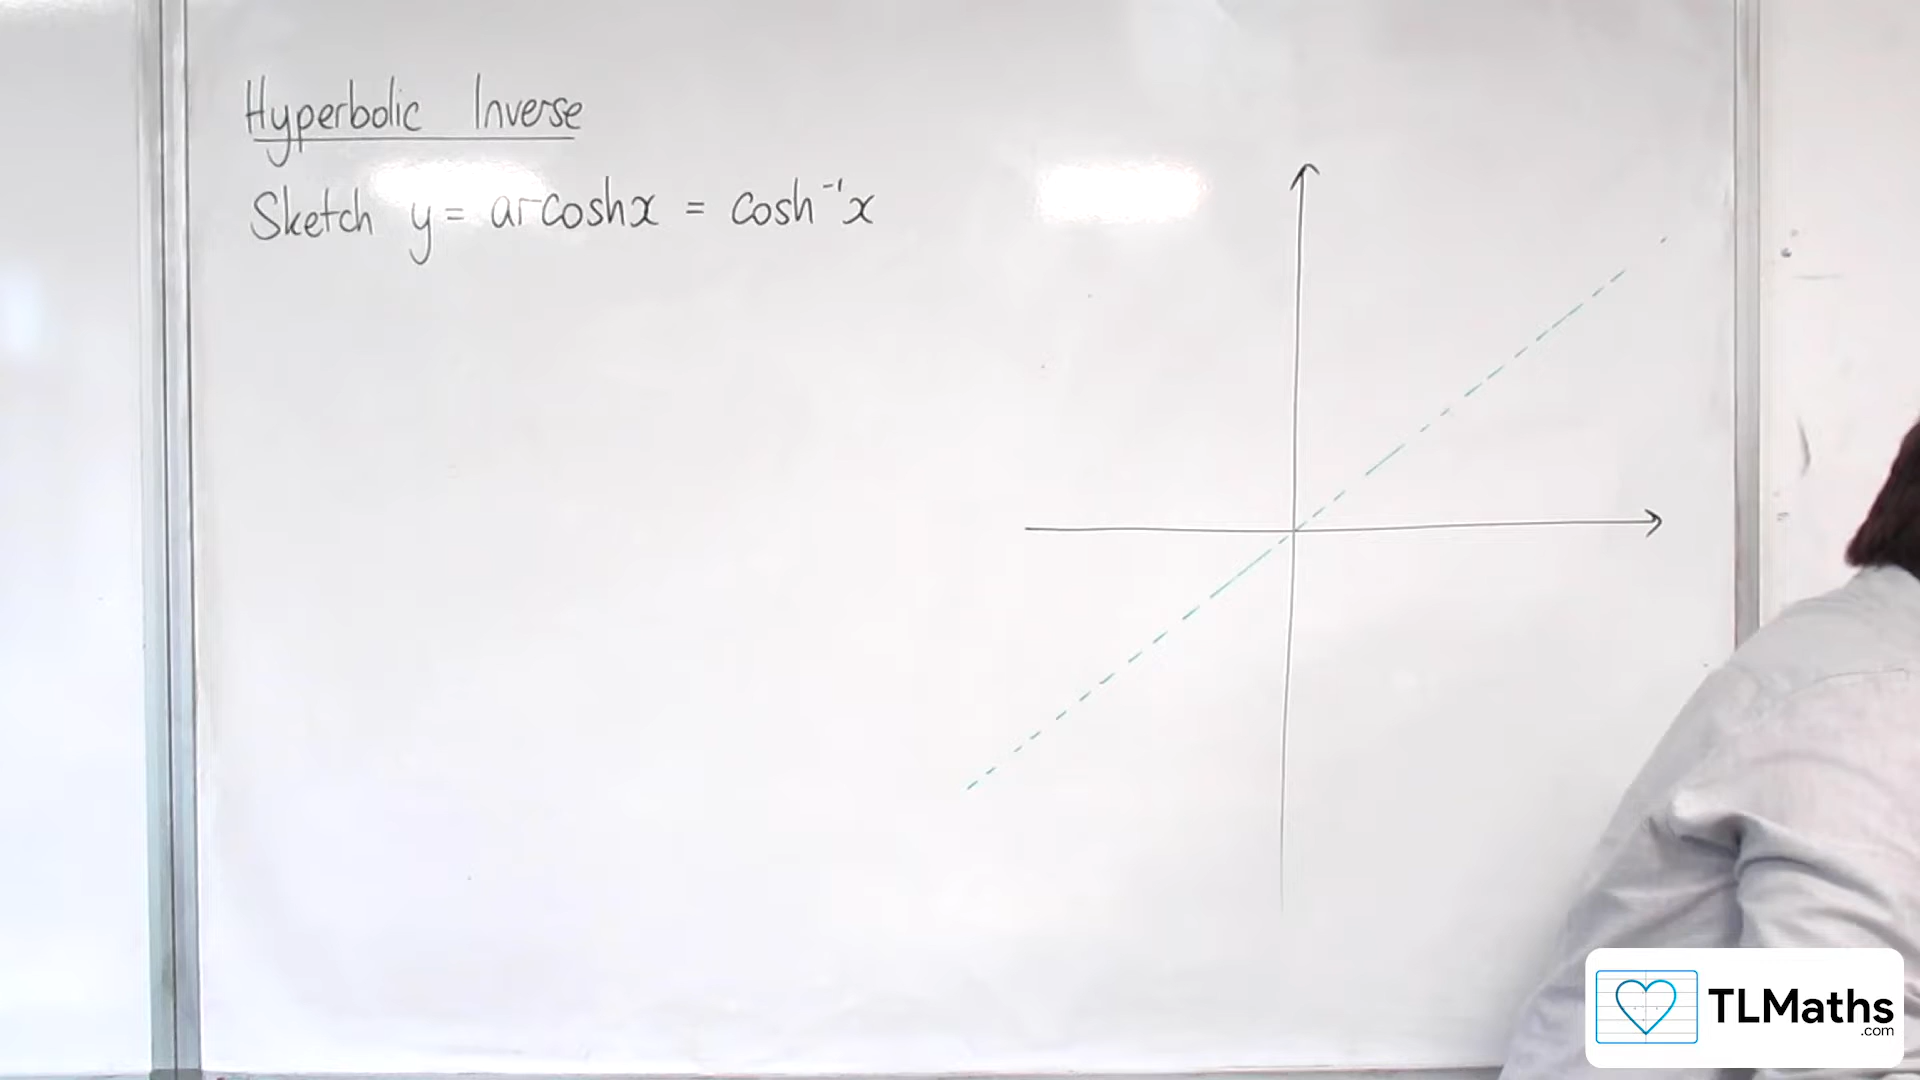 Hyperbolic Inverse
Sketch y = arcoshx = cosh⁻¹x
TLMaths
.com